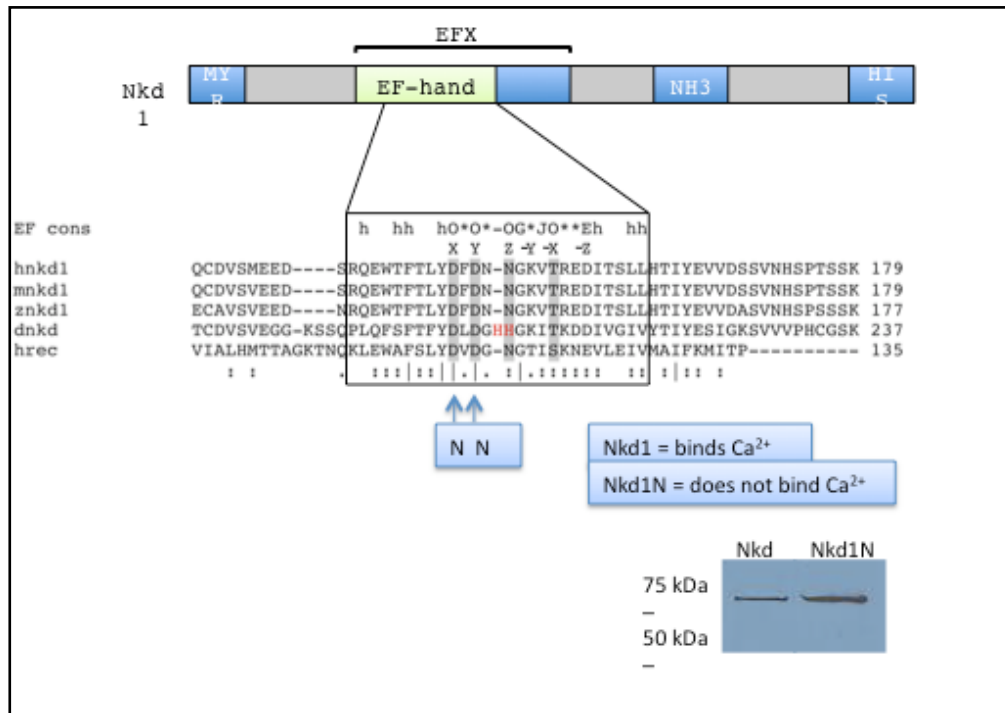 EFX
MY
R
EF-hand
NH3
HI
S
Nkd
1
EF cons h hh hO*O*-OG*JO**Eh hh
X Y Z -Y -X -Z
hnkd1 QCDVSMEED----SRQEWTFTLYDFDN-NGKVTREDITSLLHTIYEVVDSSVNHSPTSSK 179
mnkd1 QCDVSVEED----SRQEWTFTLYDFDN-NGKVTREDITSLLHTIYEVVDSSVNHSPTSSK 179
znkd1 ECAVSVEED----NRQEWTFTLYDFDN-NGKVTREDITSLLHTIYEVVDASVNHSPSSSK 177
dnkd TCDVSVEGG-KSSQPLQFSFTFYDLDGHHGKITKDDIVGIVYTIYESIGKSVVVPHCGSK 237
hrec VIALHMTTAGKTNQKLEWAFSLYDVDG-NGTISKNEVLEIVMAIFKMITP---------- 135
: : . :::|::||.|. :|.:::::: :: :|:: :
N N
Nkd1 = binds Ca²⁺
Nkd1N = does not bind Ca²⁺
Nkd Nkd1N
75 kDa
–
50 kDa
–